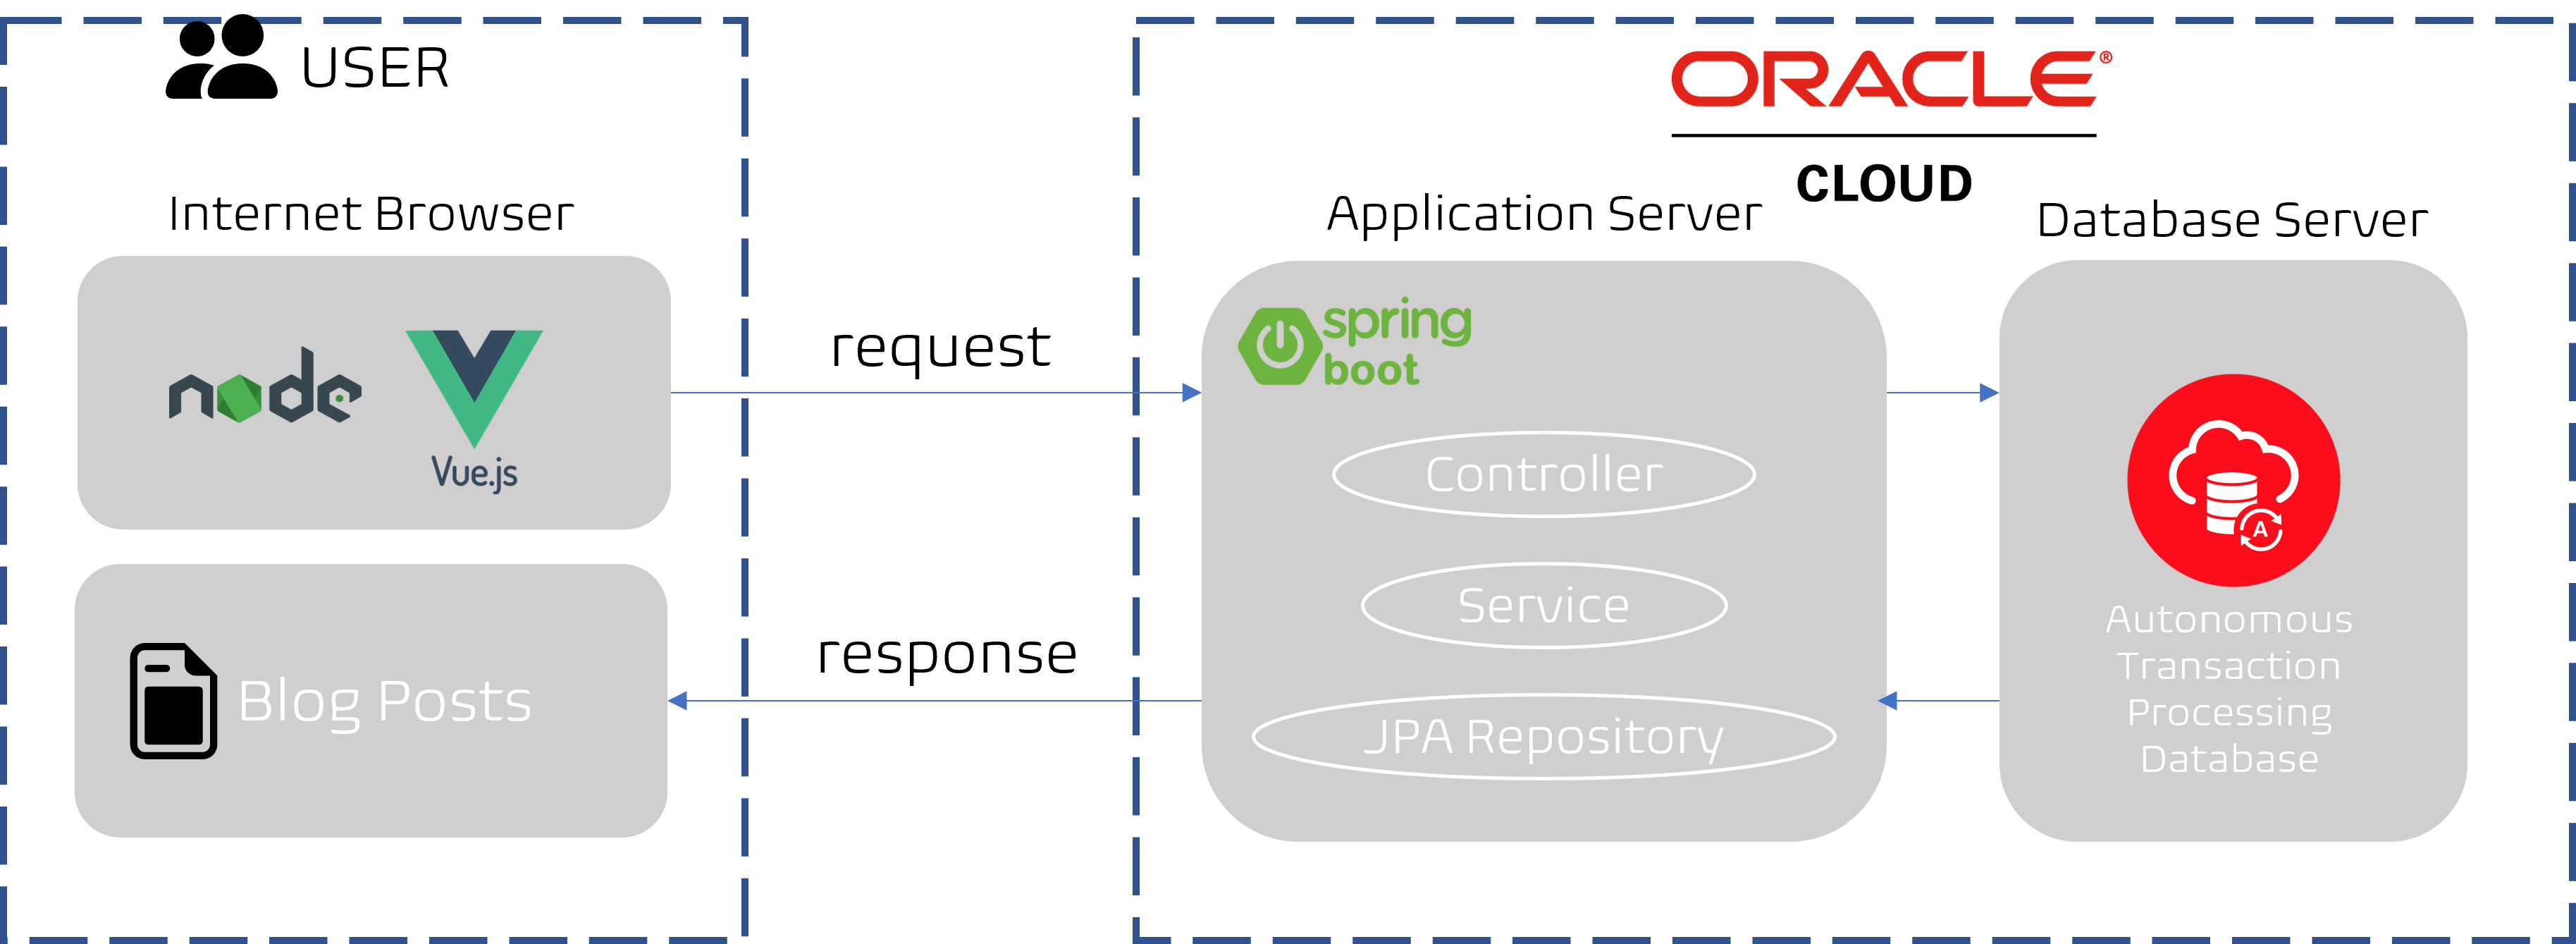 USER
Internet Browser
node
Vue.js
Blog Posts
request
response
ORACLE®
CLOUD
Application Server
spring
boot
Controller
Service
JPA Repository
Database Server
A
Autonomous
Transaction
Processing
Database